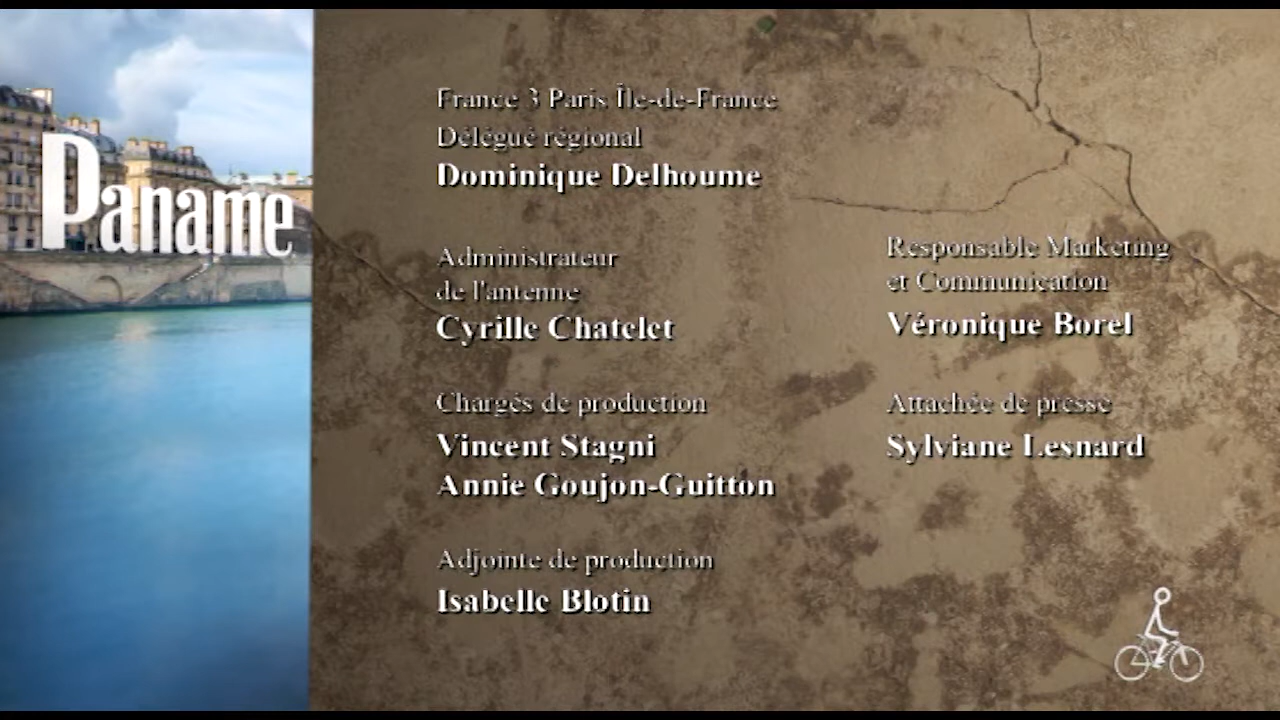 Paname
France 3 Paris Île-de-France
Délégué régional
Dominique Delhoume
Administrateur
de l'antenne
Cyrille Chatelet
Chargés de production
Vincent Stagni
Annie Goujon-Guitton
Adjointe de production
Isabelle Blotin
Responsable Marketing
et Communication
Véronique Borel
Attachée de presse
Sylviane Lesnard